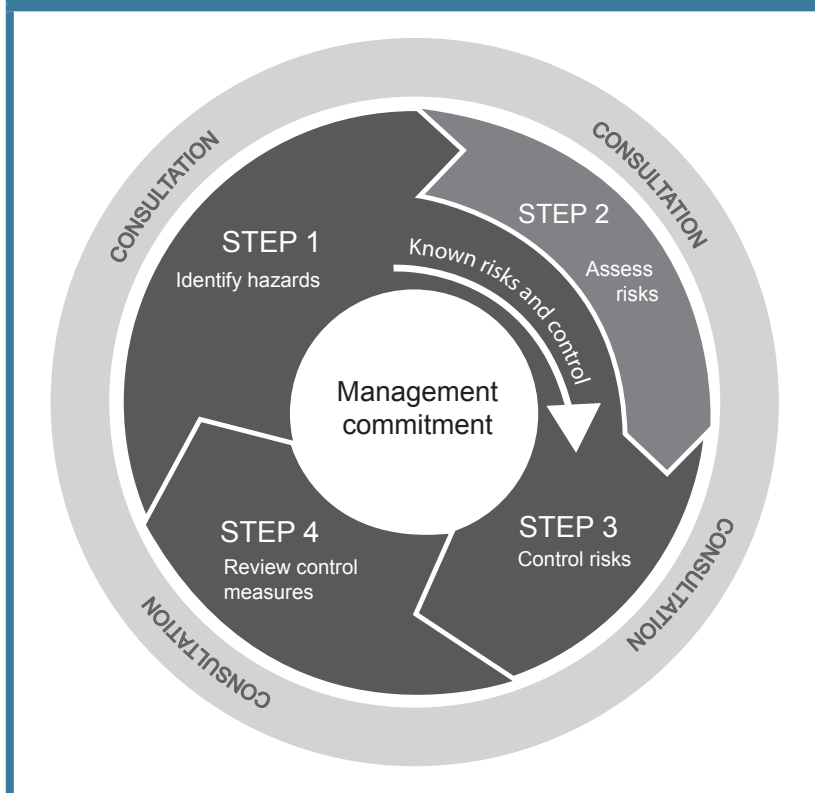 CONSULTATION
CONSULTATION
STEP 1
Identify hazards
STEP 2
Assess
risks
Known risks and control
Management
commitment
STEP 3
Control risks
STEP 4
Review control
measures
CONSULTATION
CONSULTATION